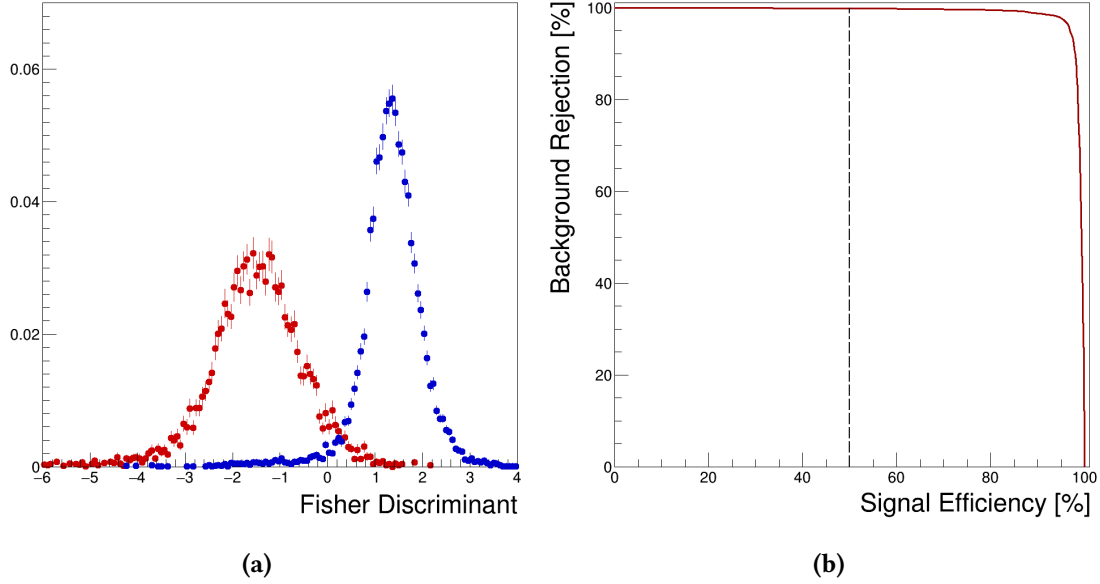 0.06
0.04
0.02
0
−6 −5 −4 −3 −2 −1 0 1 2 3 4
Fisher Discriminant
(a)
Background Rejection [%]
100
80
60
40
20
0
0 20 40 60 80 100
Signal Efficiency [%]
(b)